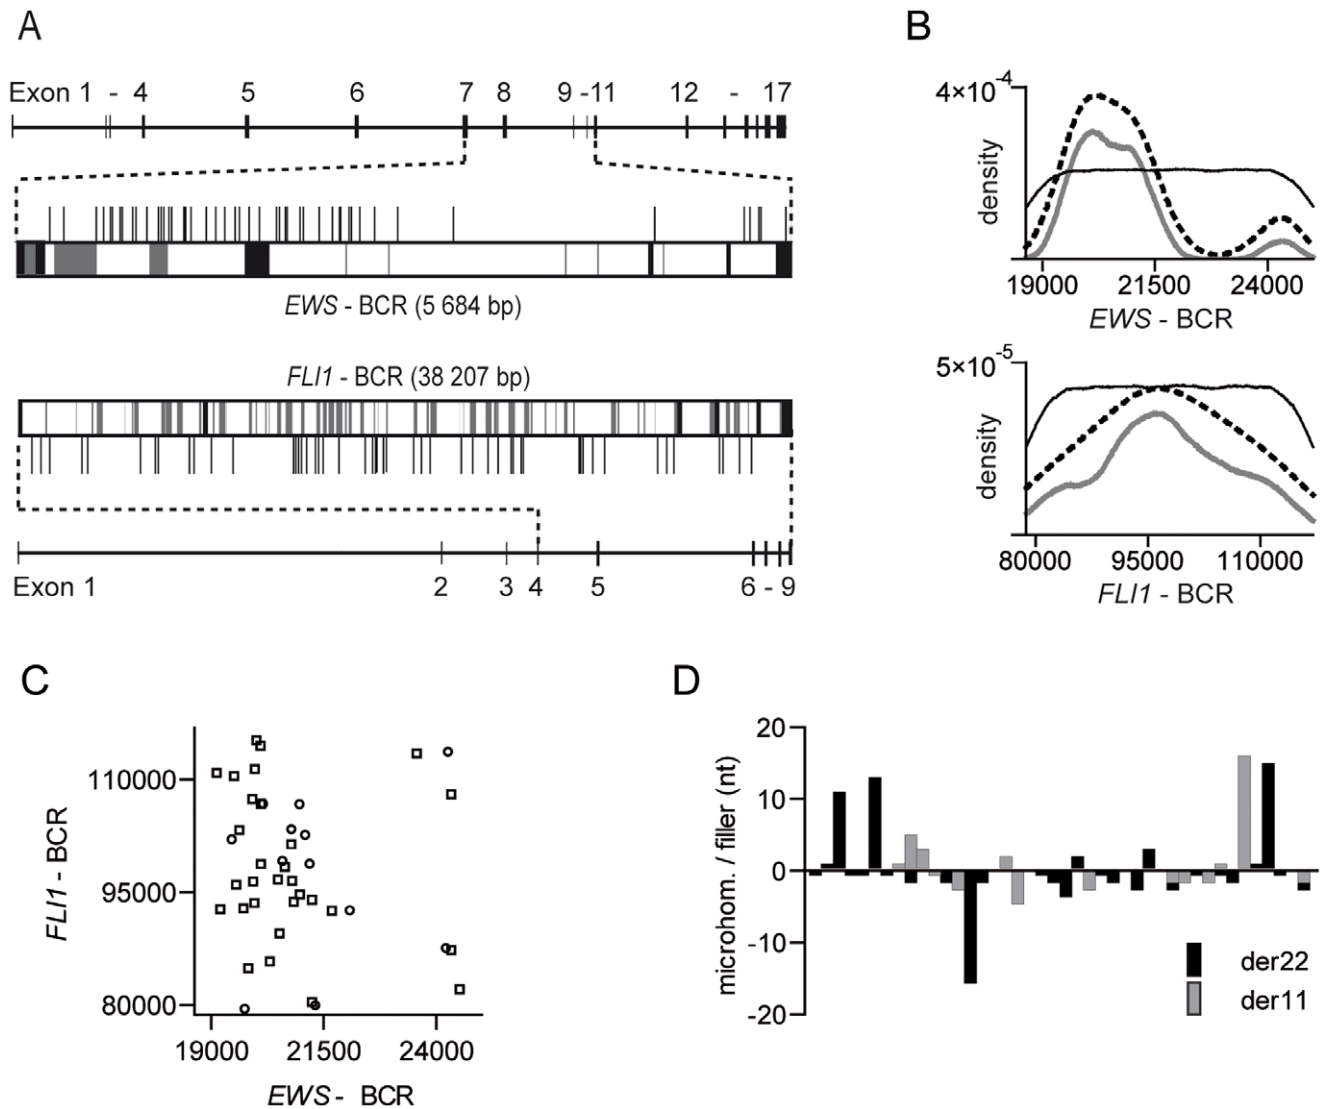 A
Exon 1 - 4 5 6 7 8 9 - 11 12 - 17
EWS - BCR (5 684 bp)
FLI1 - BCR (38 207 bp)
Exon 1 2 3 4 5 6 - 9
B
4×10-4
density
19000 21500 24000
EWS - BCR
5×10-5
density
80000 95000 110000
FLI1 - BCR
C
110000
95000
80000
FLI1 - BCR
19000 21500 24000
EWS - BCR
D
20
10
0
-10
-20
microhom. / filler (nt)
der22
der11